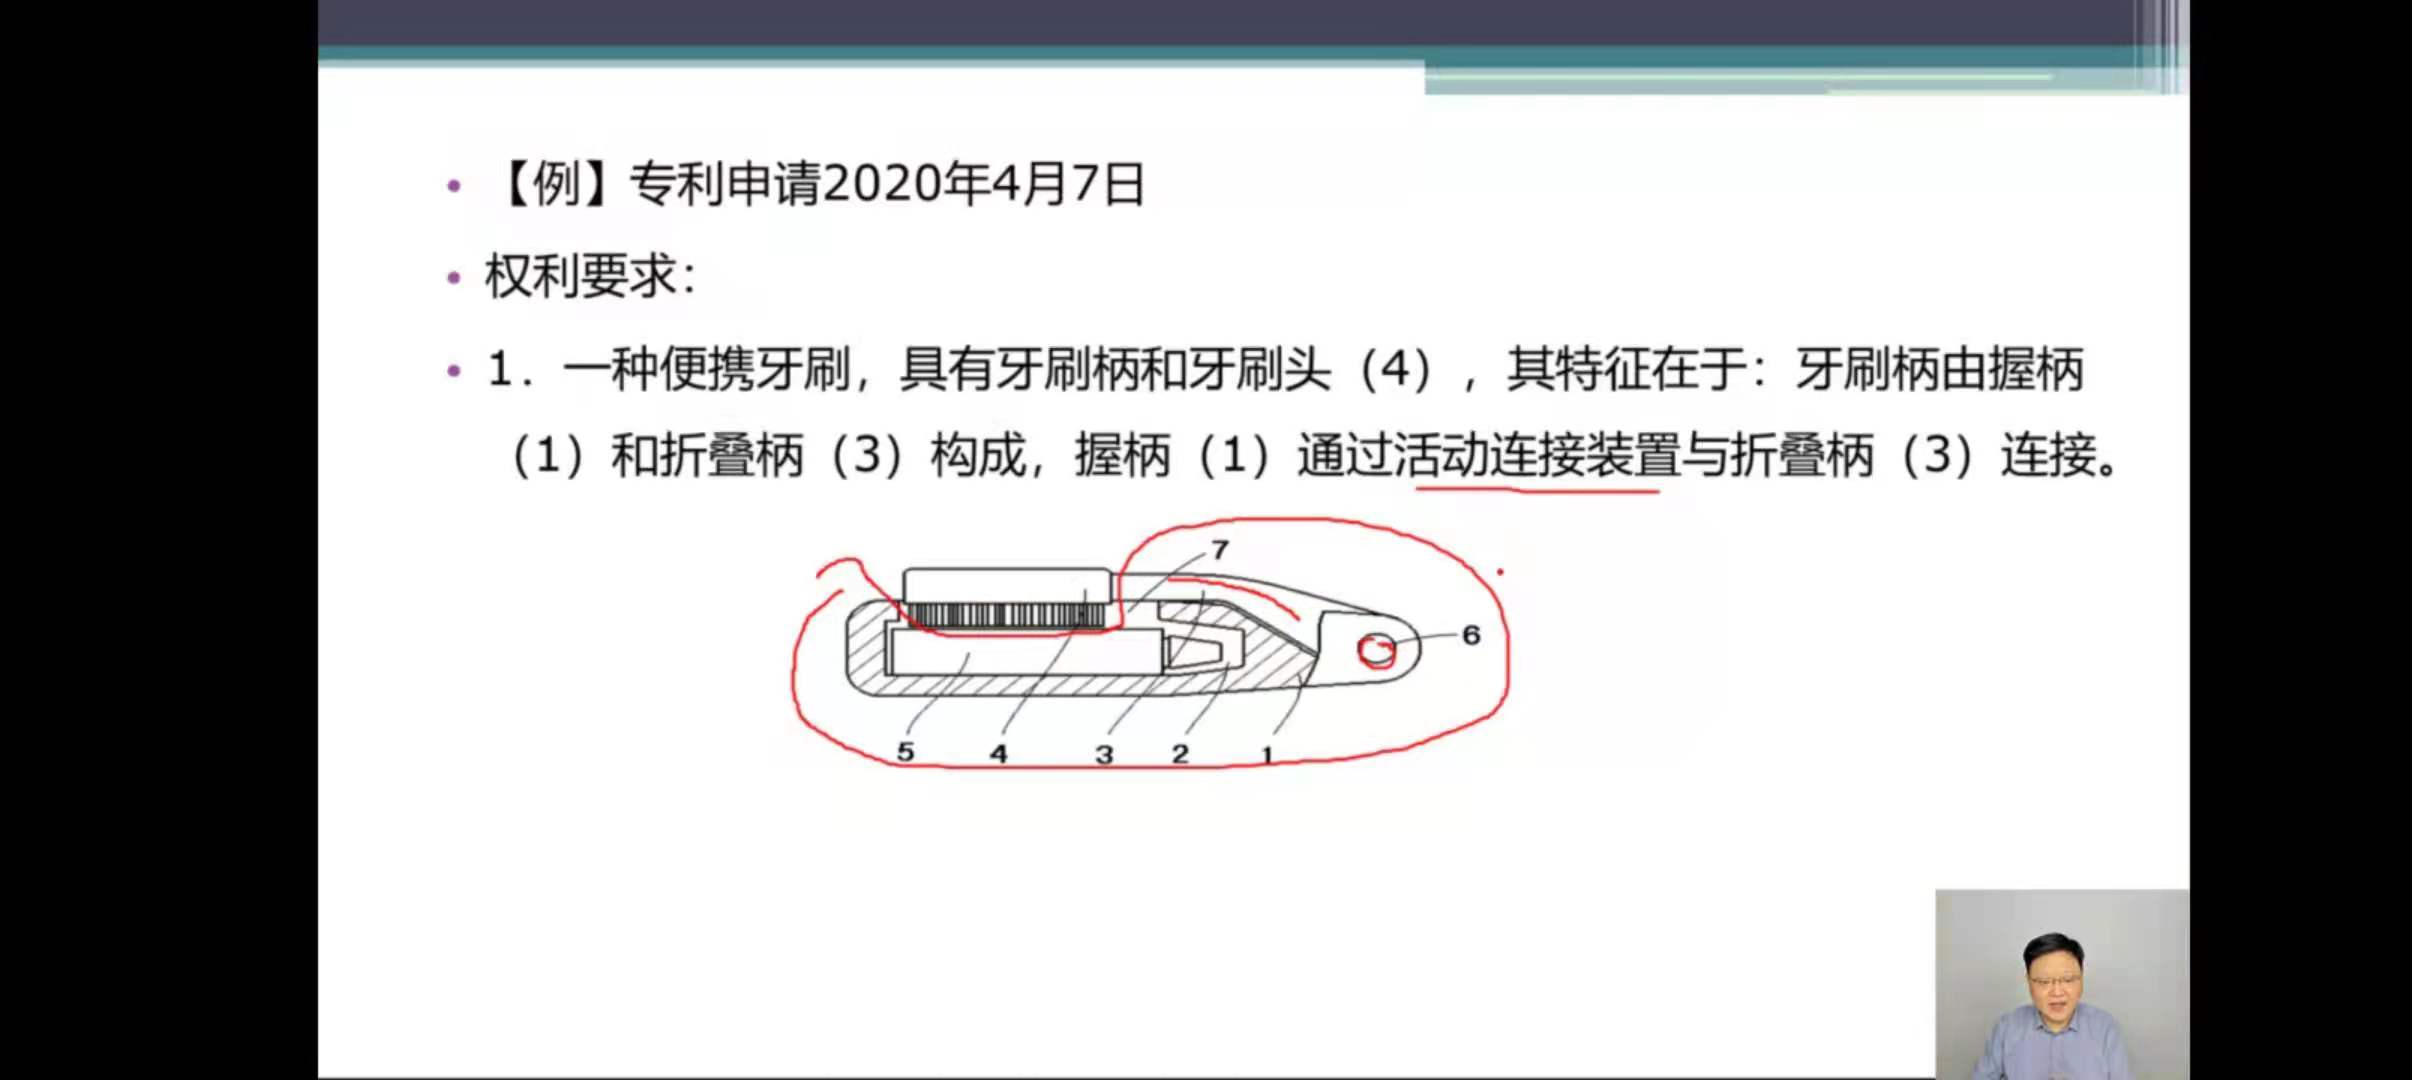 【例】专利申请2020年4月7日
权利要求：
1．一种便携牙刷，具有牙刷柄和牙刷头（4），其特征在于：牙刷柄由握柄
（1）和折叠柄（3）构成，握柄（1）通过活动连接装置与折叠柄（3）连接。
7
6
5 4 3 2 1